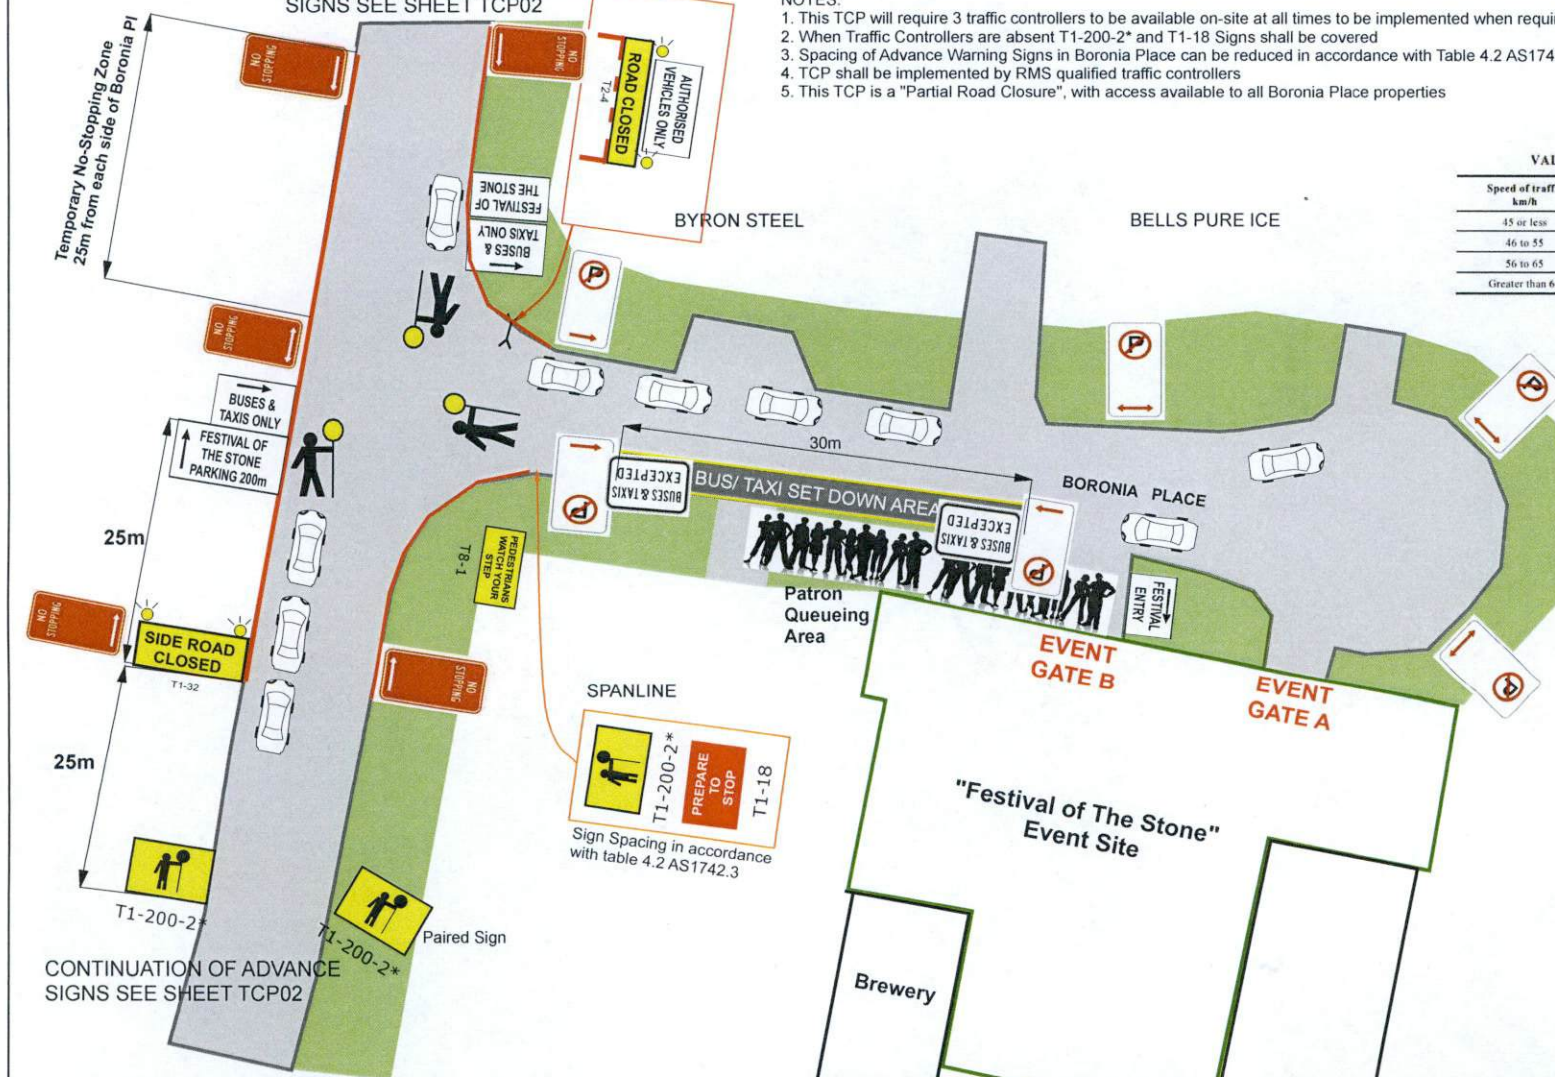 SIGNS SEE SHEET TCP02
NOTES:
1. This TCP will require 3 traffic controllers to be available on-site at all times to be implemented when requi
2. When Traffic Controllers are absent T1-200-2* and T1-18 Signs shall be covered
3. Spacing of Advance Warning Signs in Boronia Place can be reduced in accordance with Table 4.2 AS174
4. TCP shall be implemented by RMS qualified traffic controllers
5. This TCP is a "Partial Road Closure", with access available to all Boronia Place properties
VAL
Speed of traff
km/h
45 or less
46 to 55
56 to 65
Greater than 6
Temporary No-Stopping Zone
25m from each side of Boronia Pl
NO
STOPPING
NO
STOPPING
ROAD CLOSED
T2-4
AUTHORISED
VEHICLES ONLY
FESTIVAL OF
THE STONE
BUSES &
TAXIS ONLY
BYRON STEEL
BELLS PURE ICE
P
P
P
NO
STOPPING
BUSES &
TAXIS ONLY
FESTIVAL OF
THE STONE
PARKING 200m
30m
BUSES & TAXIS
EXCEPTED
BUS/ TAXI SET DOWN AREA
BUSES & TAXIS
EXCEPTED
BORONIA PLACE
P
P
25m
PEDESTRIANS
WATCH YOUR
STEP
T8-1
Patron
Queueing
Area
FESTIVAL
ENTRY
NO
STOPPING
SIDE ROAD
CLOSED
T1-32
NO
STOPPING
EVENT
GATE B
EVENT
GATE A
P
SPANLINE
T1-200-2*
PREPARE
TO
STOP
T1-18
Sign Spacing in accordance
with table 4.2 AS1742.3
25m
"Festival of The Stone"
Event Site
T1-200-2*
T1-200-2*
Paired Sign
CONTINUATION OF ADVANCE
SIGNS SEE SHEET TCP02
Brewery